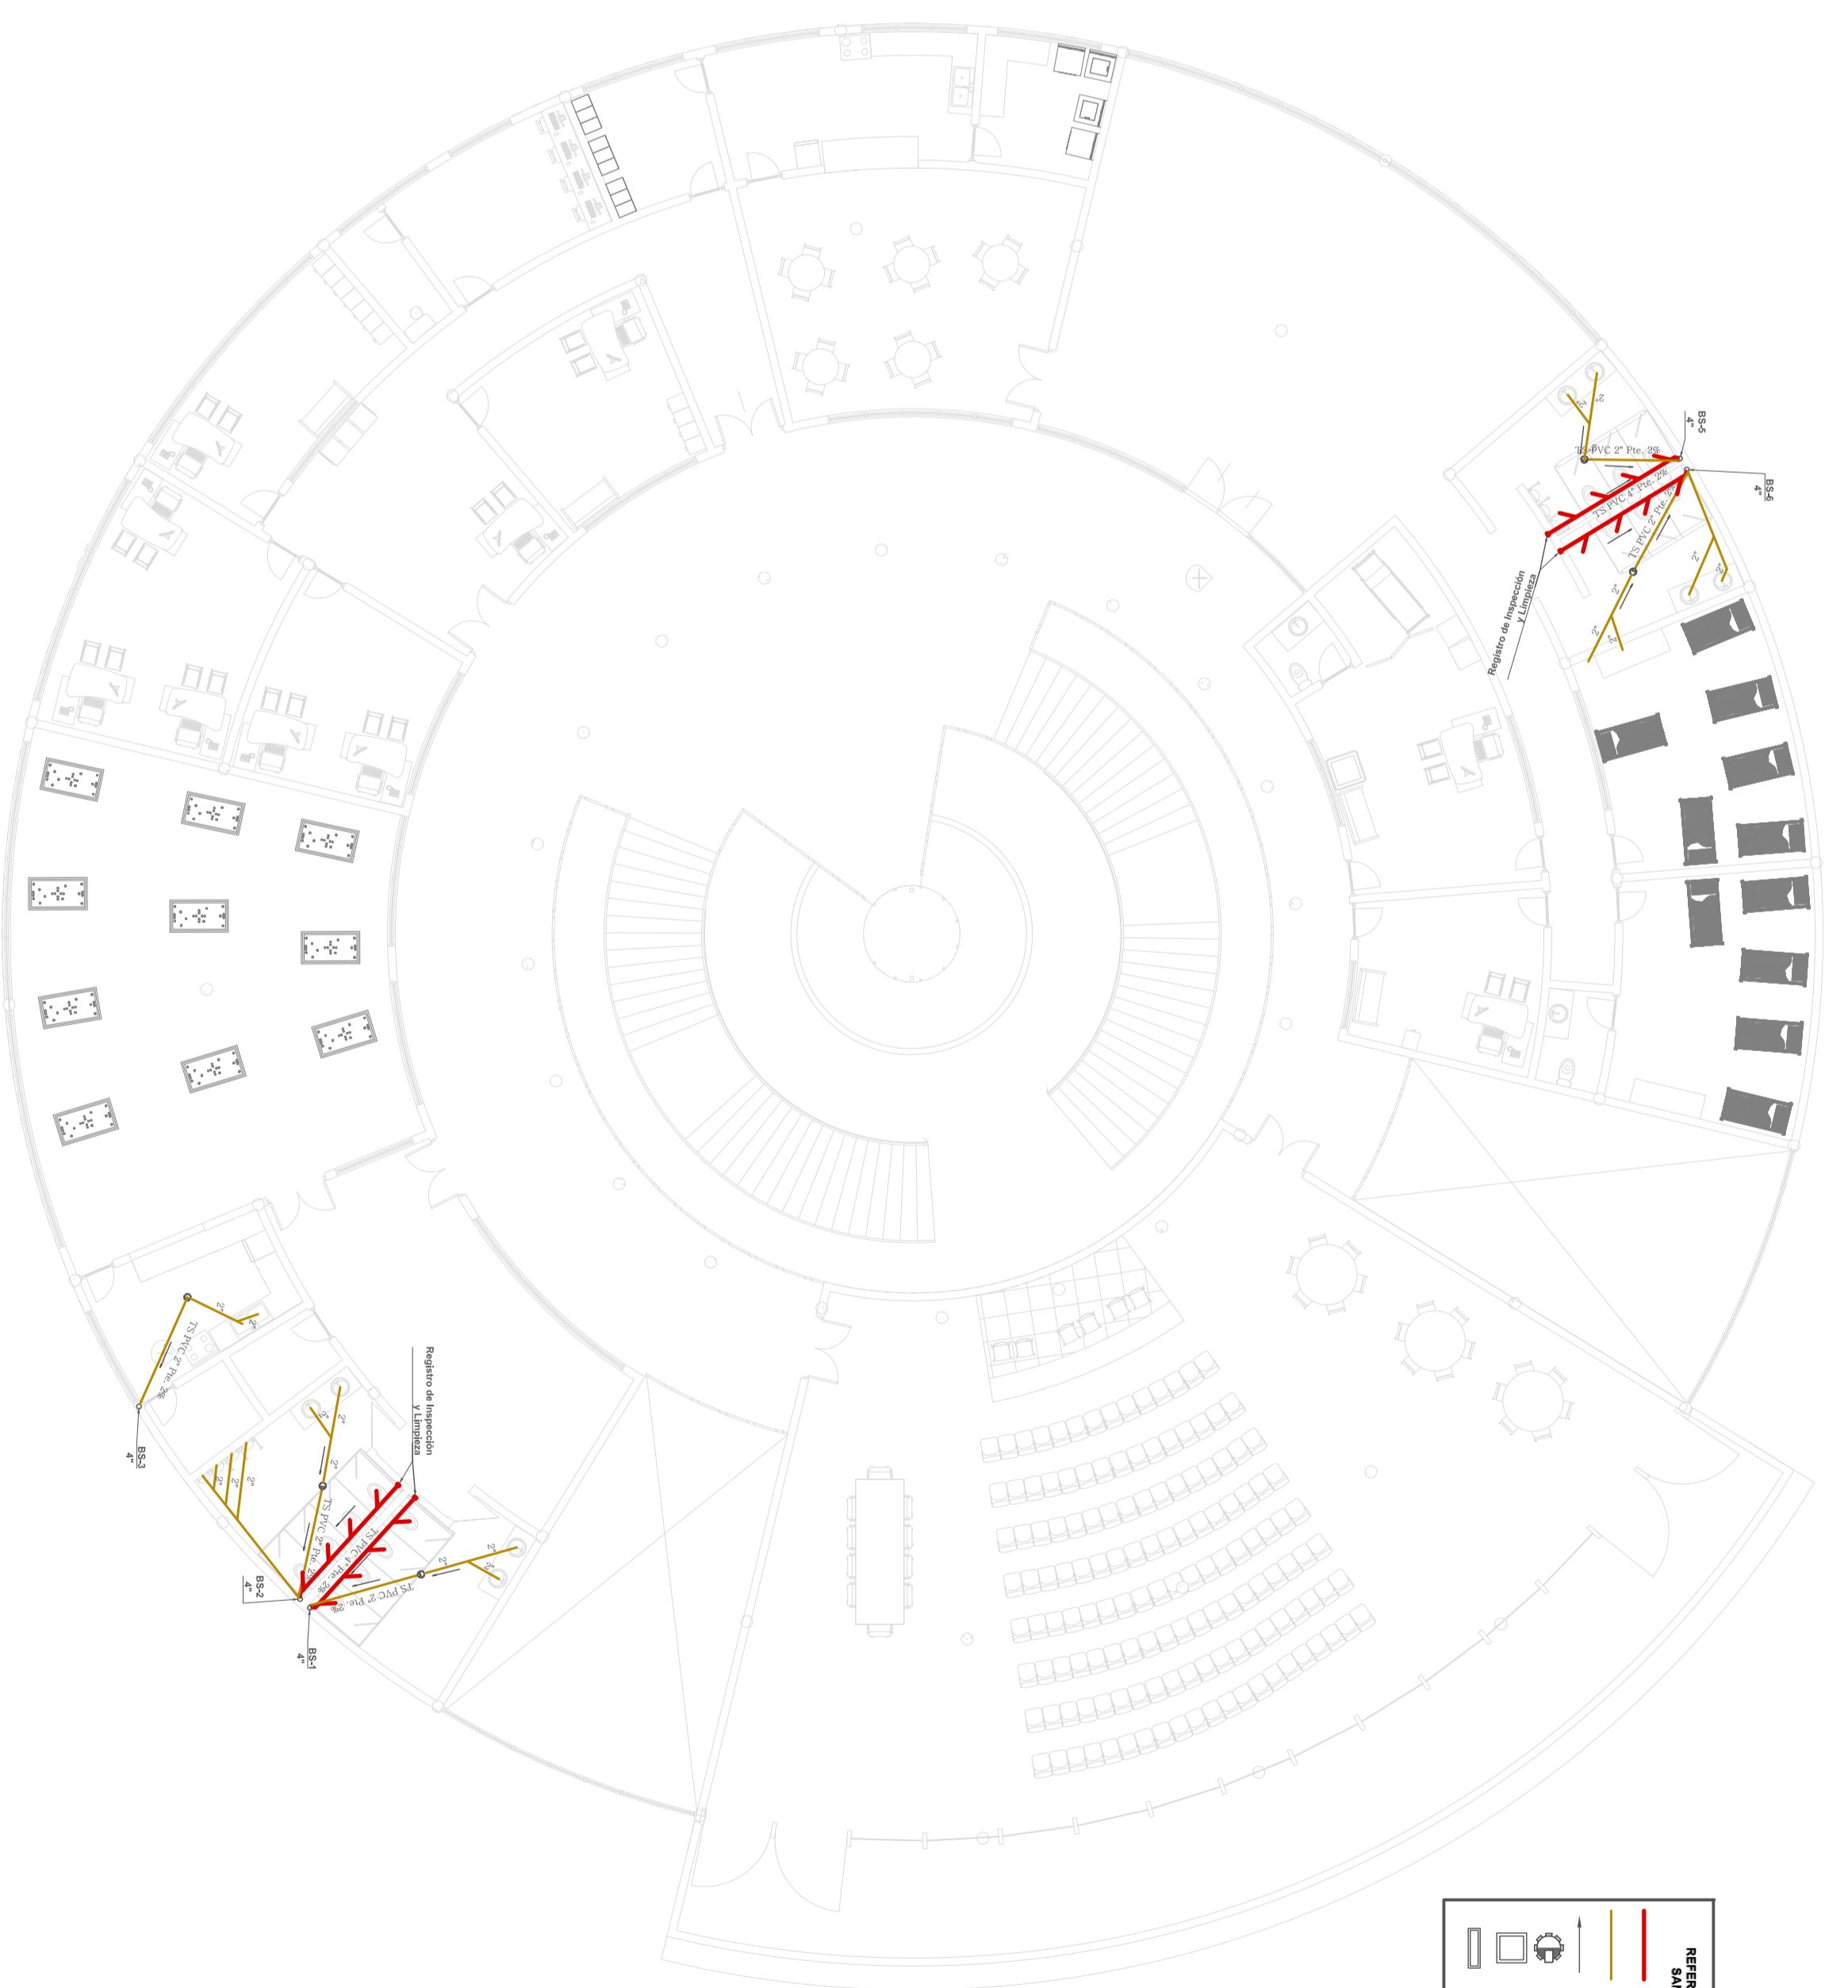 BS-5
4"
BS-6
4"
2"
2"
TS PVC 2" Pte. 2%
TS PVC 4" Pte. 2%
TS PVC 2" Pte. 2%
2"
2"
2"
2"
2"
Registro de Inspección
y Limpieza
2"
2"
TS PVC 2" Pte. 2%
BS-3
4"
Registro de Inspección
y Limpieza
2"
2"
2"
2"
2"
2"
TS PVC 2" Pte. 2%
TS PVC 4" Pte. 2%
2"
2"
2"
TS PVC 2" Pte. 2%
BS-2
4"
BS-1
4"